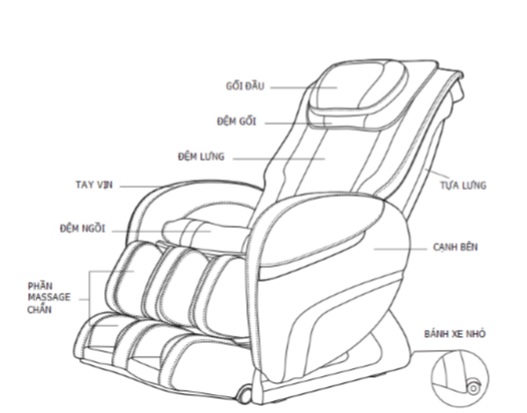 GỐI ĐẦU
ĐỆM GỐI
ĐỆM LƯNG
TAY VỊN
TỰA LƯNG
ĐỆM NGỒI
CẠNH BÊN
PHẦN
MASSAGE
CHÂN
BÁNH XE NHỎ